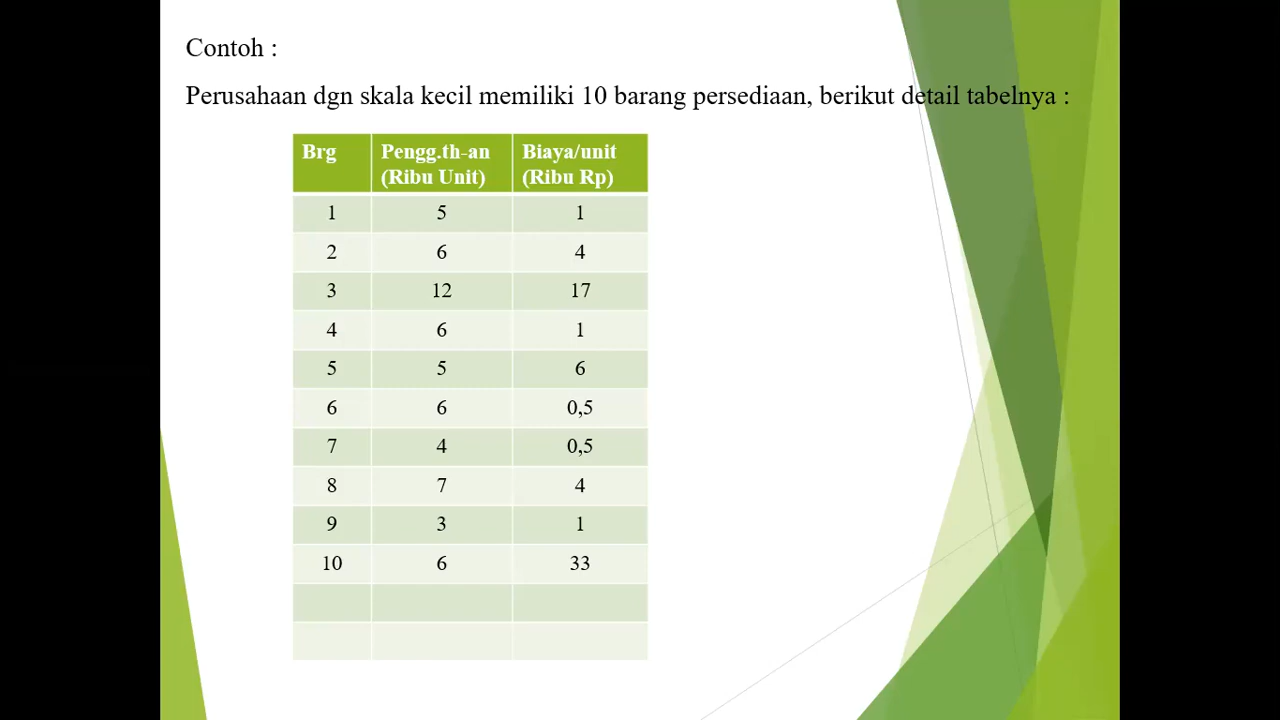 Contoh :
Perusahaan dgn skala kecil memiliki 10 barang persediaan, berikut detail tabelnya :
Brg Pengg.th-an (Ribu Unit) Biaya/unit (Ribu Rp)
1 5 1
2 6 4
3 12 17
4 6 1
5 5 6
6 6 0,5
7 4 0,5
8 7 4
9 3 1
10 6 33